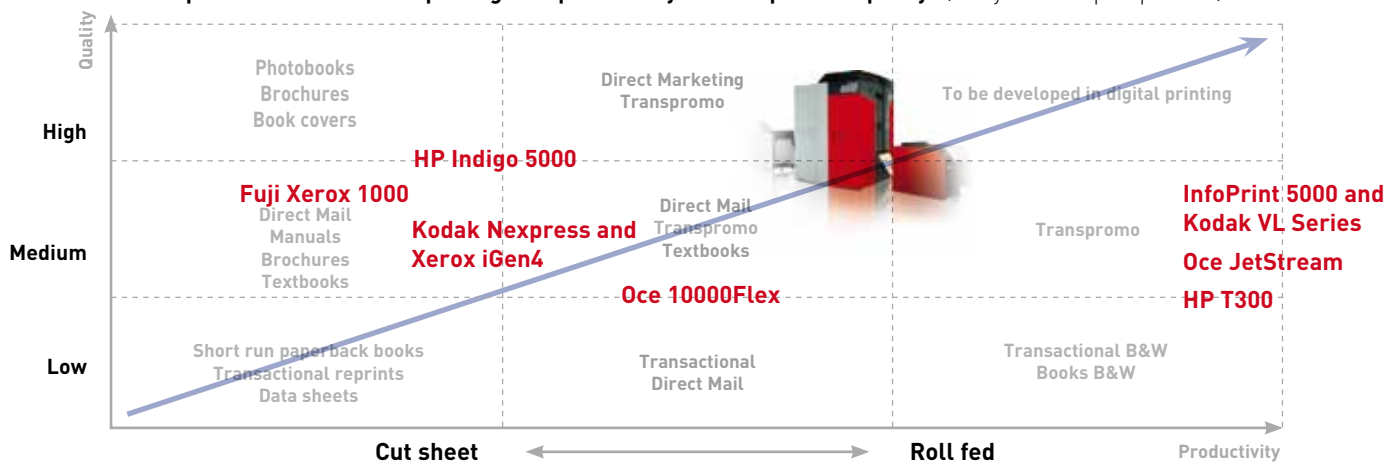 Quality
Photobooks
Brochures
Book covers
Direct Marketing
Transpromo
To be developed in digital printing
High
HP Indigo 5000
Fuji Xerox 1000
Direct Mail
Manuals
Brochures
Textbooks
Kodak Nexpress and
Xerox iGen4
Direct Mail
Transpromo
Textbooks
Transpromo
InfoPrint 5000 and
Kodak VL Series
Oce JetStream
HP T300
Medium
Oce 10000Flex
Low
Short run paperback books
Transactional reprints
Data sheets
Transactional
Direct Mail
Transactional B&W
Books B&W
Cut sheet
Roll fed
Productivity